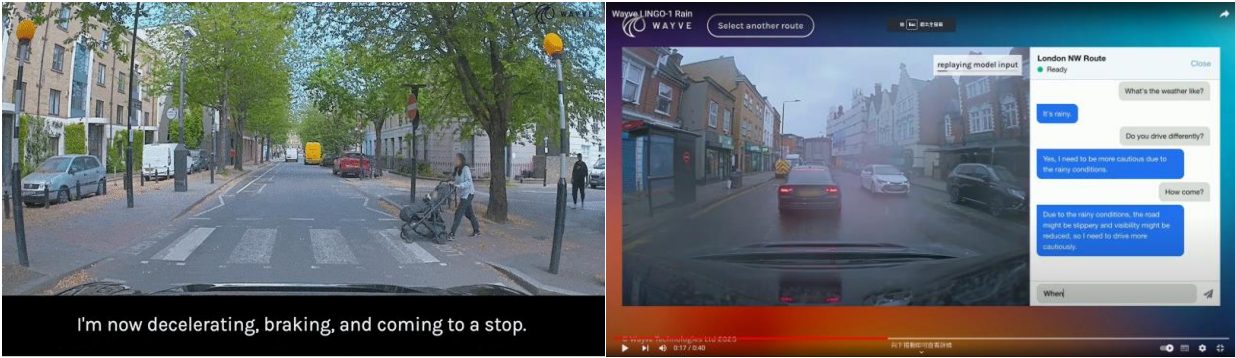 WAYVE
I'm now decelerating, braking, and coming to a stop.
Wayve LINGO-1 Rain
WAYVE
Select another route
replaying model input
London NW Route
Ready
Close
What's the weather like?
It's rainy.
Do you drive differently?
Yes, I need to be more cautious due to
the rainy conditions.
How come?
Due to the rainy conditions, the road
might be slippery and visibility might be
reduced, so I need to drive more
cautiously.
When
© Wayve Technologies Ltd 2023
0:17 / 0:40